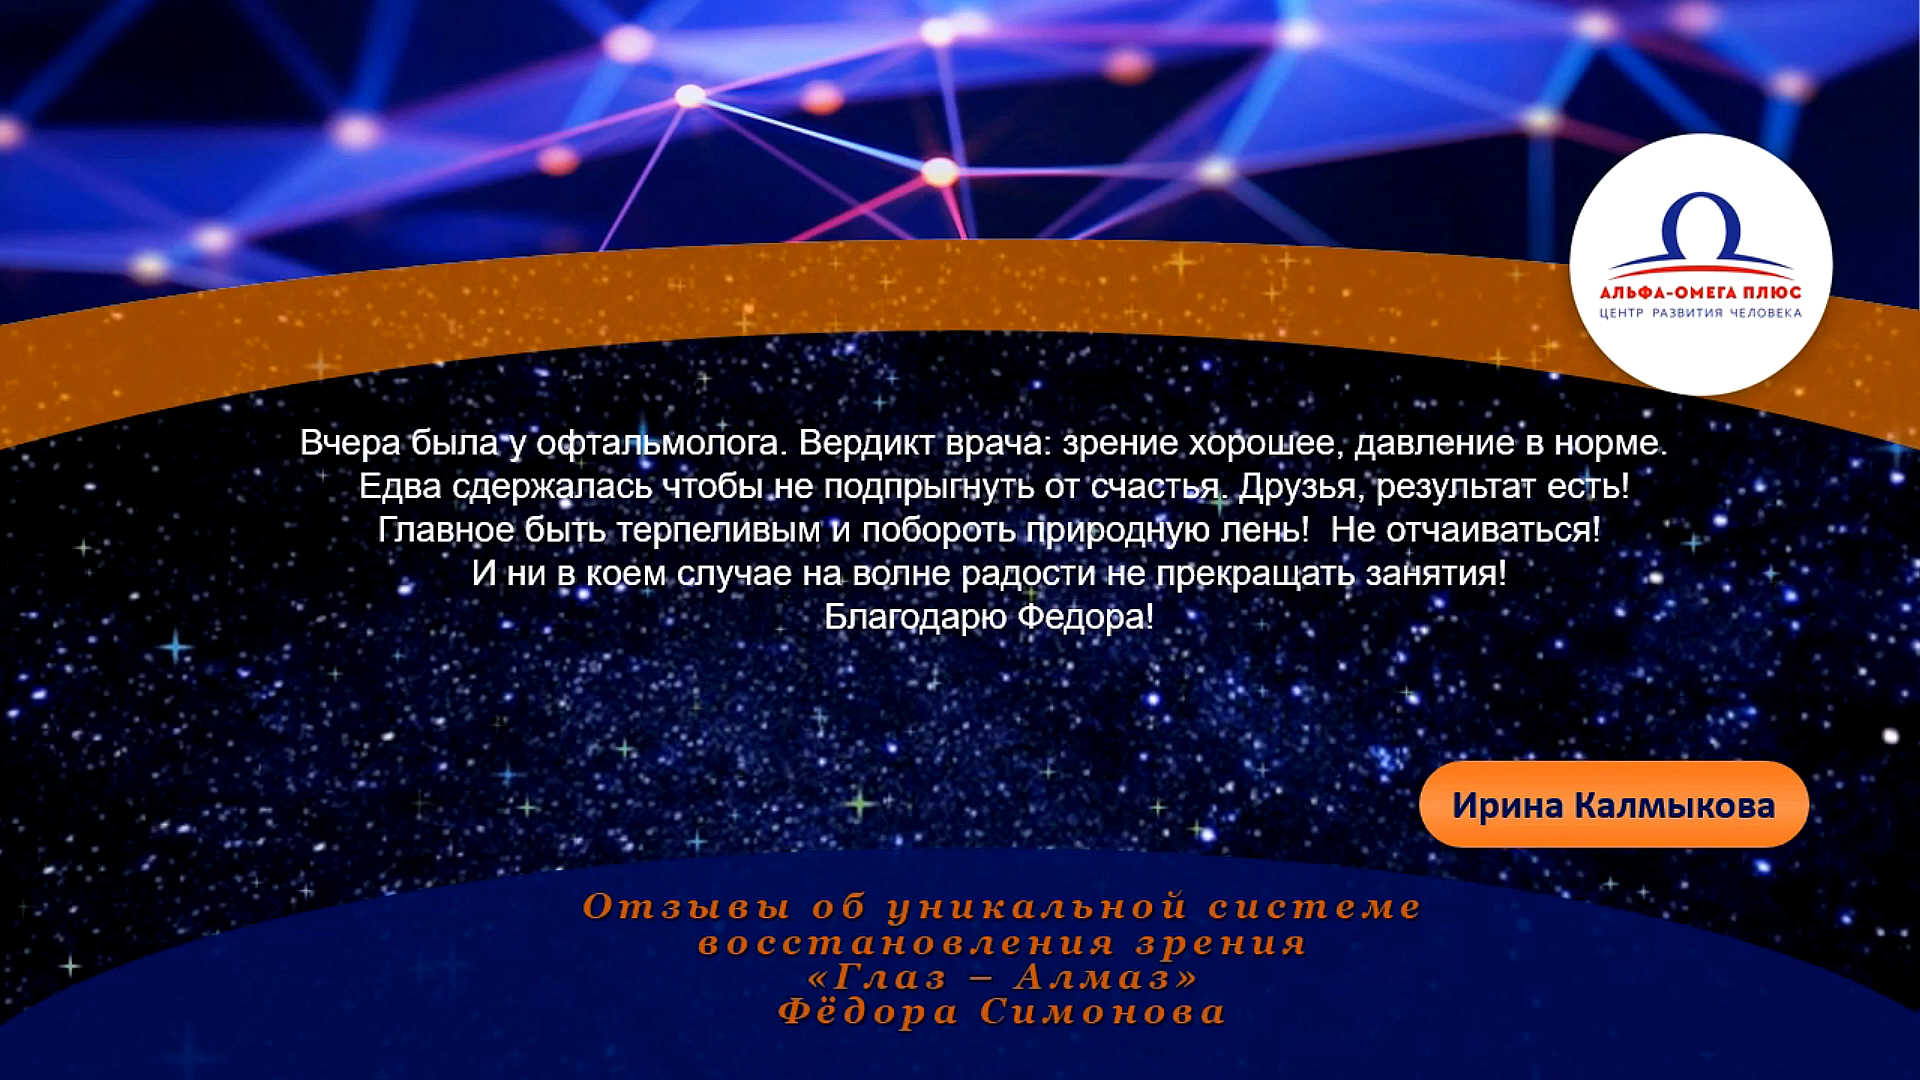 АЛЬФА-ОМЕГА ПЛЮС
ЦЕНТР РАЗВИТИЯ ЧЕЛОВЕКА
Вчера была у офтальмолога. Вердикт врача: зрение хорошее, давление в норме.
Едва сдержалась чтобы не подпрыгнуть от счастья. Друзья, результат есть!
Главное быть терпеливым и побороть природную лень!  Не отчаиваться!
И ни в коем случае на волне радости не прекращать занятия!
Благодарю Федора!
Ирина Калмыкова
Отзывы об уникальной системе
восстановления зрения
«Глаз – Алмаз»
Фёдора Симонова